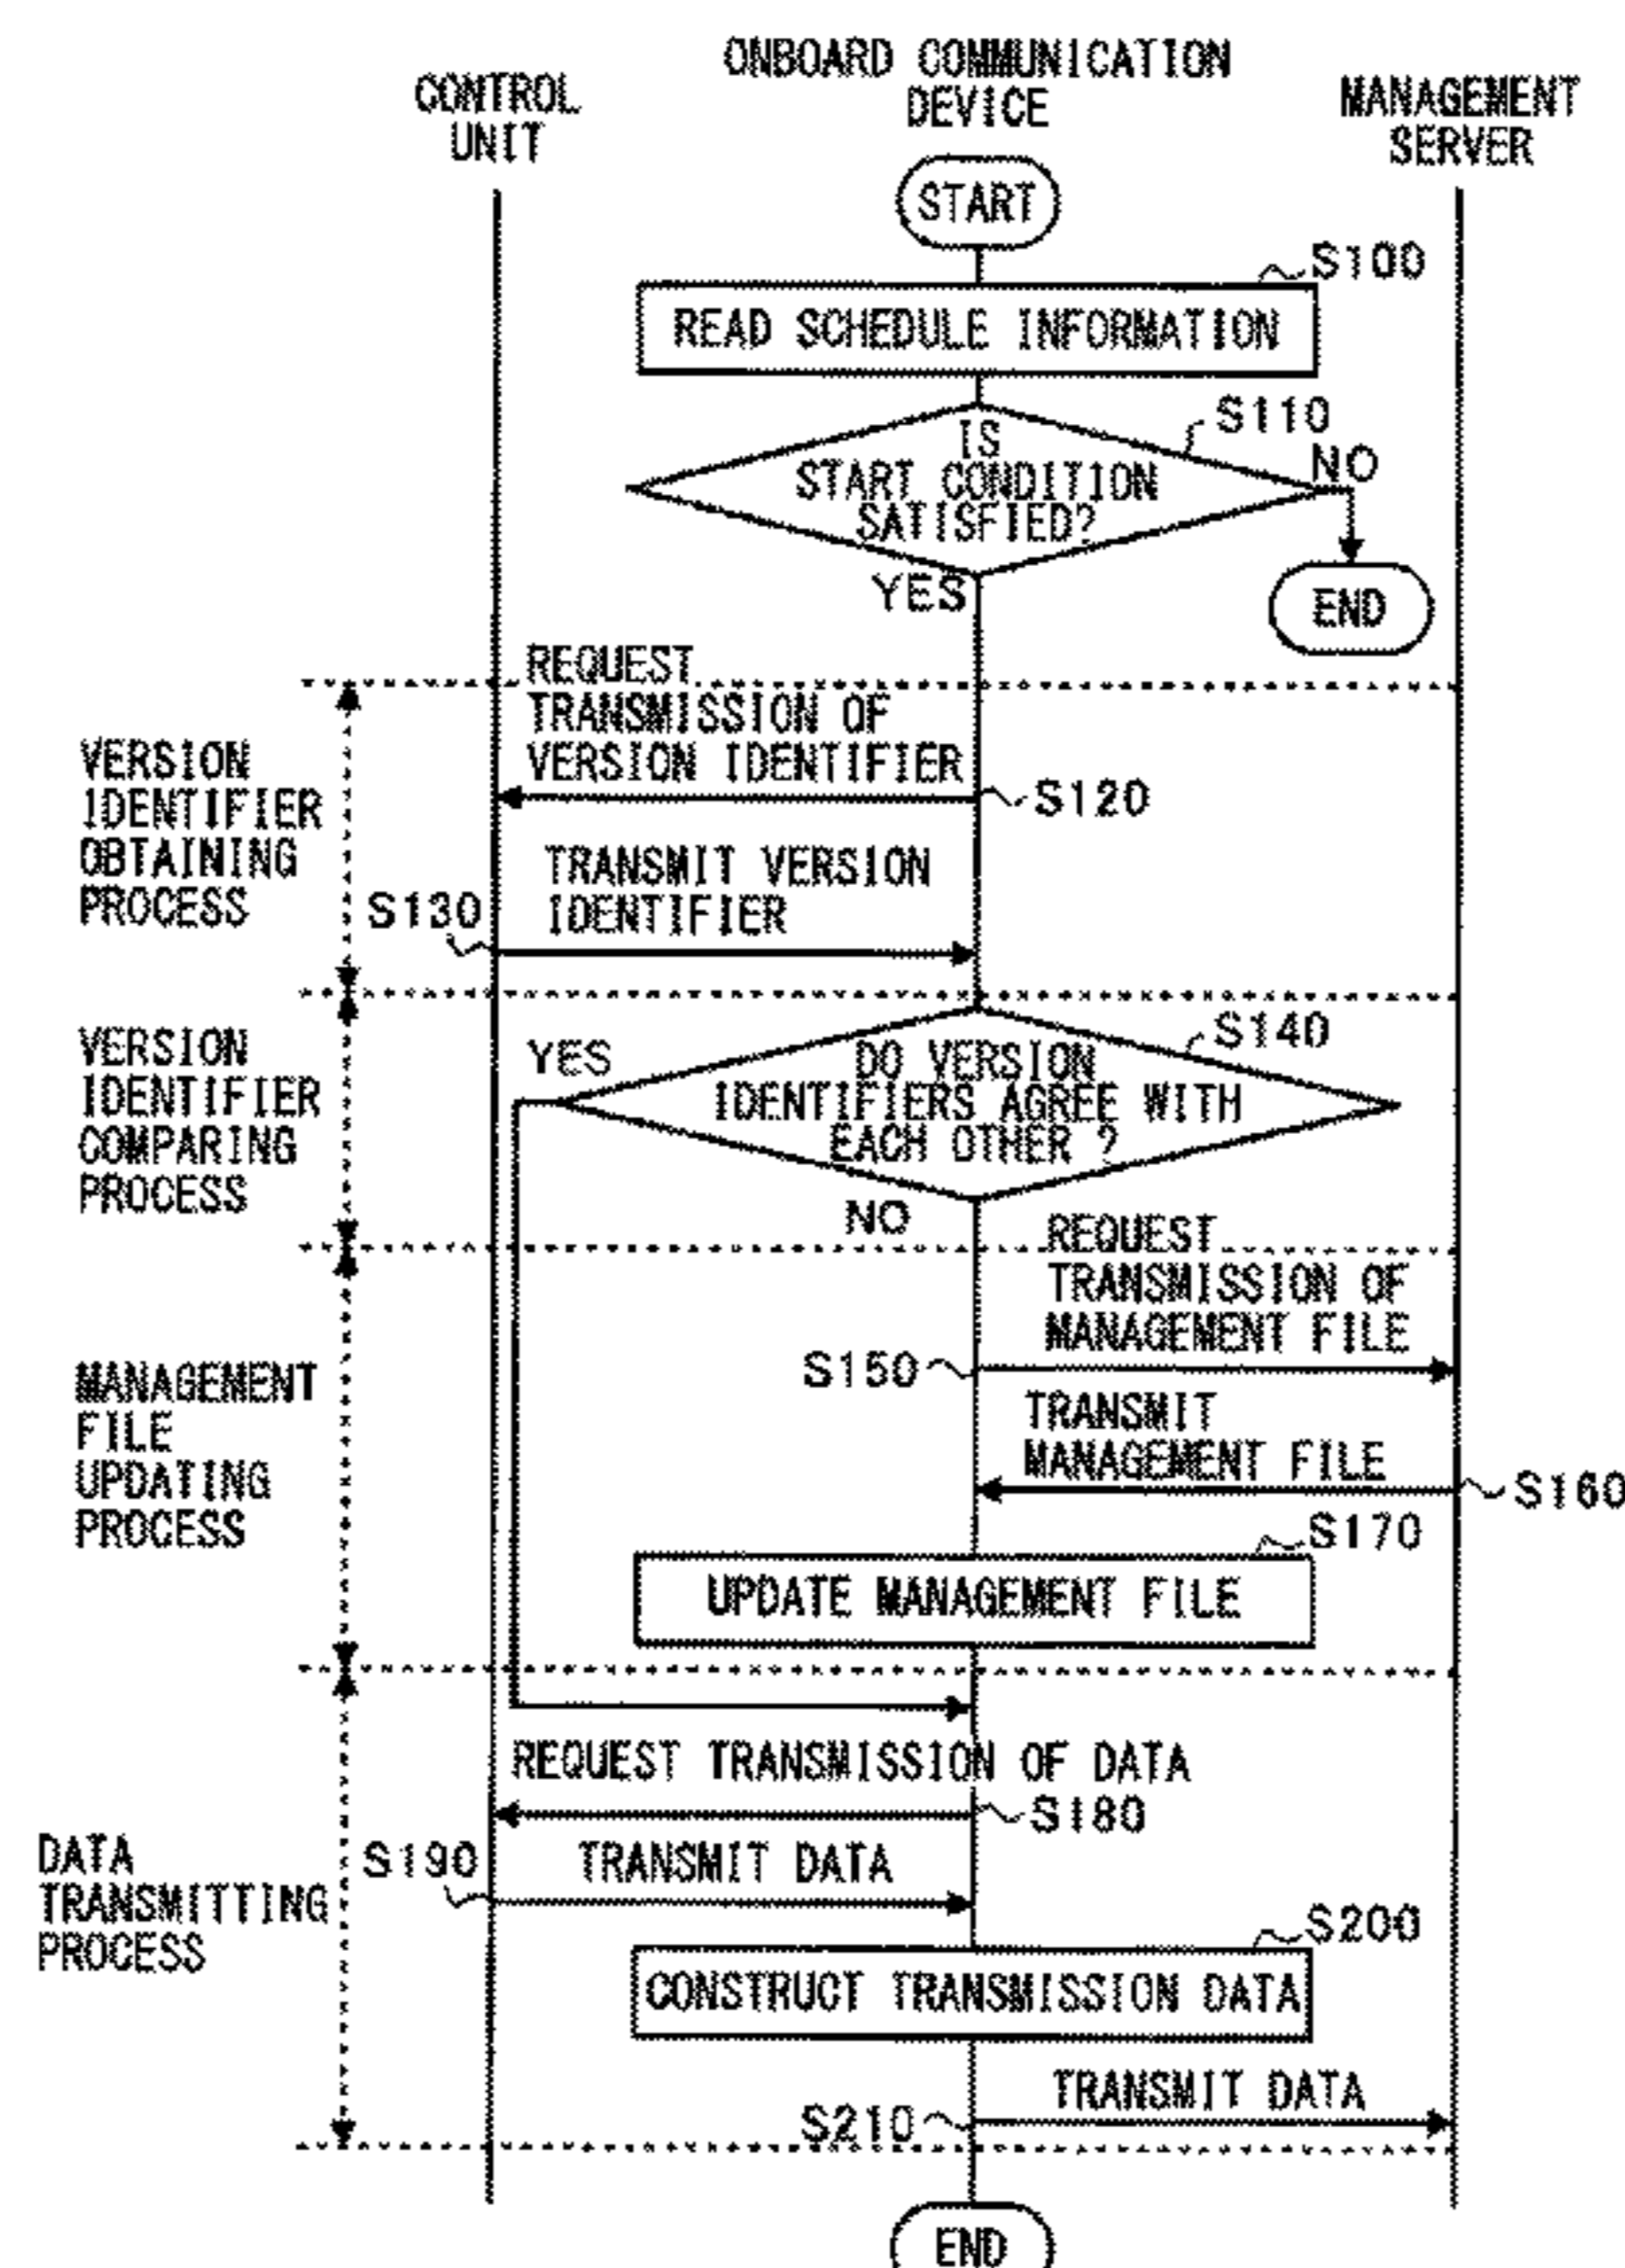 CONTROL
UNIT
ONBOARD COMMUNICATION
DEVICE
MANAGEMENT
SERVER
START
S100
READ SCHEDULE INFORMATION
S110
IS
START CONDITION
SATISFIED?
NO
YES
END
REQUEST
TRANSMISSION OF
VERSION IDENTIFIER
S120
VERSION
IDENTIFIER
OBTAINING
PROCESS
TRANSMIT VERSION
IDENTIFIER
S130
VERSION
IDENTIFIER
COMPARING
PROCESS
YES
S140
DO VERSION
IDENTIFIERS AGREE WITH
EACH OTHER ?
NO
REQUEST
TRANSMISSION OF
MANAGEMENT FILE
S150
MANAGEMENT
FILE
UPDATING
PROCESS
TRANSMIT
MANAGEMENT FILE
S160
S170
UPDATE MANAGEMENT FILE
REQUEST TRANSMISSION OF DATA
S180
DATA
TRANSMITTING
PROCESS
S190
TRANSMIT DATA
S200
CONSTRUCT TRANSMISSION DATA
TRANSMIT DATA
S210
END